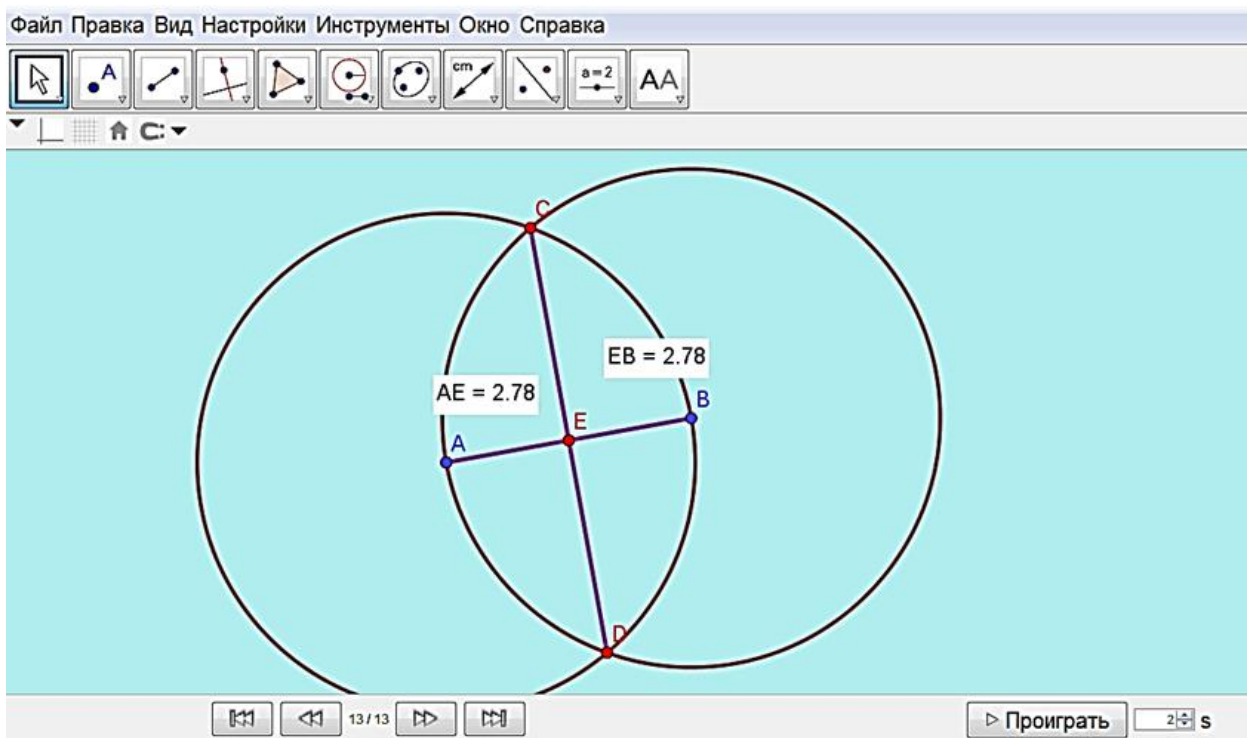 Файл Правка Вид Настройки Инструменты Окно Справка
A cm a=2 AA
C
EB = 2.78
AE = 2.78
B
E
A
D
13/13 Проиграть 2 s